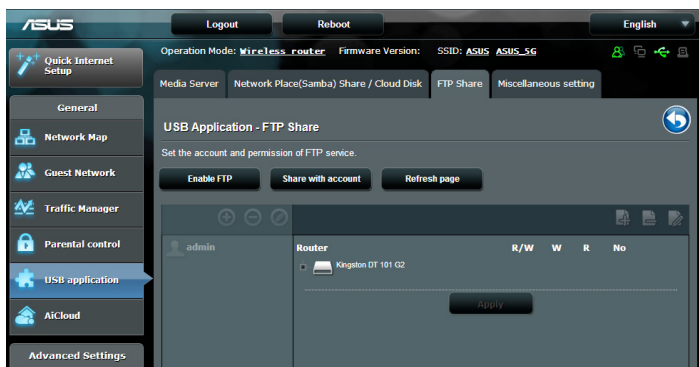 ASUS Logout Reboot English
Operation Mode: Wireless router Firmware Version: SSID: ASUS ASUS_5G
Quick Internet
Setup
Media Server Network Place(Samba) Share / Cloud Disk FTP Share Miscellaneous setting
General
Network Map
Guest Network
Traffic Manager
Parental control
USB application
AiCloud
Advanced Settings
USB Application - FTP Share
Set the account and permission of FTP service.
Enable FTP Share with account Refresh page
admin
Router R/W W R No
Kingston DT 101 G2
Apply